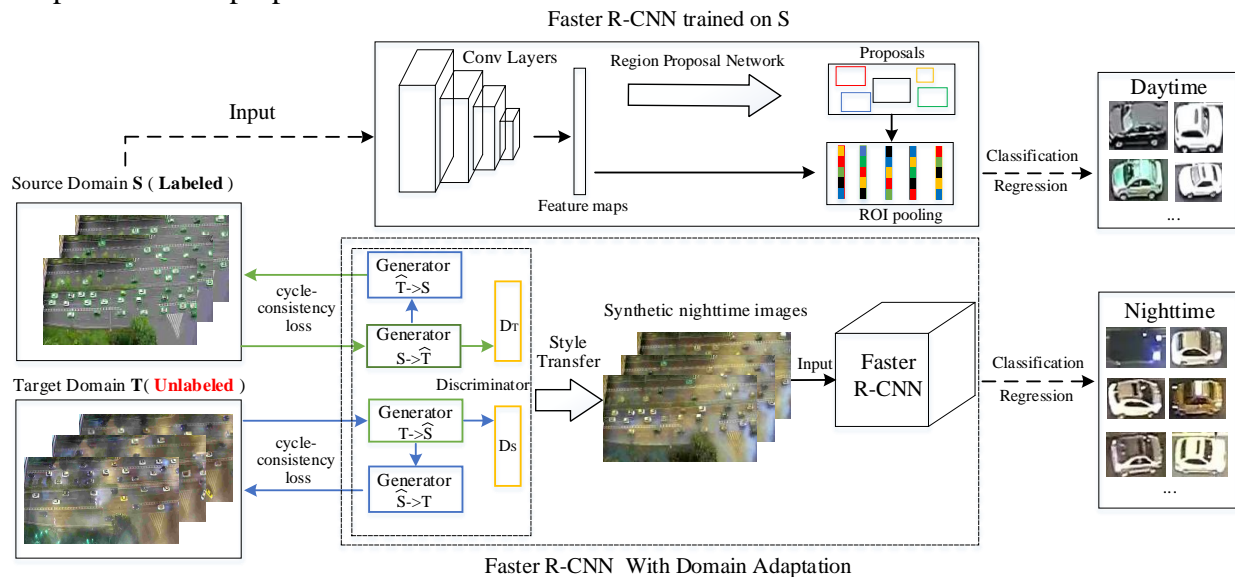 Faster R-CNN trained on S
Conv Layers
Region Proposal Network
Proposals
Feature maps
ROI pooling
Input
Classification
Regression
Daytime
...
Source Domain S ( Labeled )
cycle-
consistency
loss
Generator
T̂->S
Generator
S->T̂
DT
Discriminator
Target Domain T( Unlabeled )
cycle-
consistency
loss
Generator
T->Ŝ
Generator
Ŝ->T
DS
Style
Transfer
Synthetic nighttime images
Input
Faster
R-CNN
Classification
Regression
Nighttime
...
Faster R-CNN With Domain Adaptation